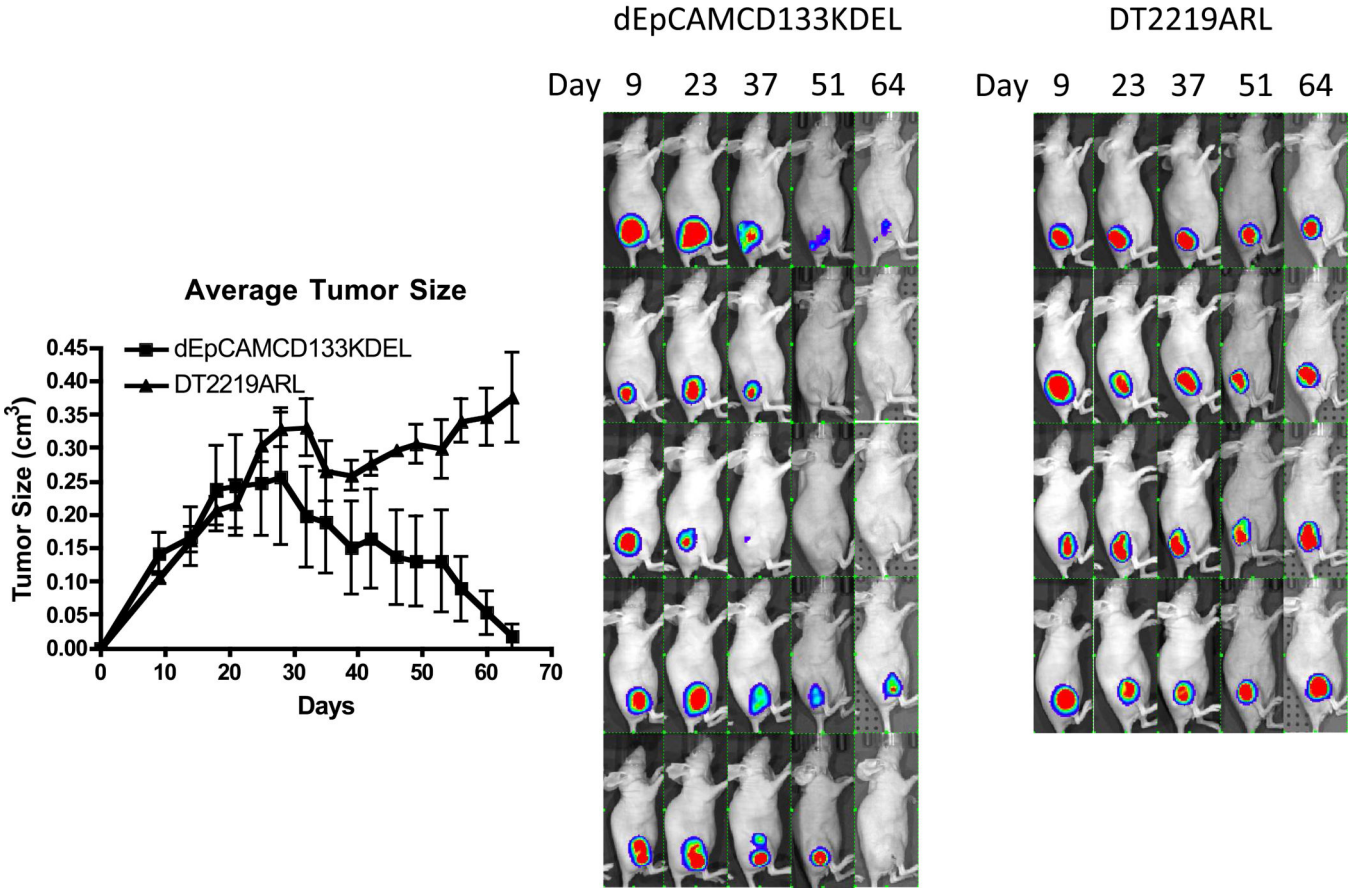 dEpCAMCD133KDEL DT2219ARL
Day 9 23 37 51 64 Day 9 23 37 51 64
Average Tumor Size
dEpCAMCD133KDEL
DT2219ARL
Tumor Size (cm³)
0.45
0.40
0.35
0.30
0.25
0.20
0.15
0.10
0.05
0.00
0 10 20 30 40 50 60 70
Days